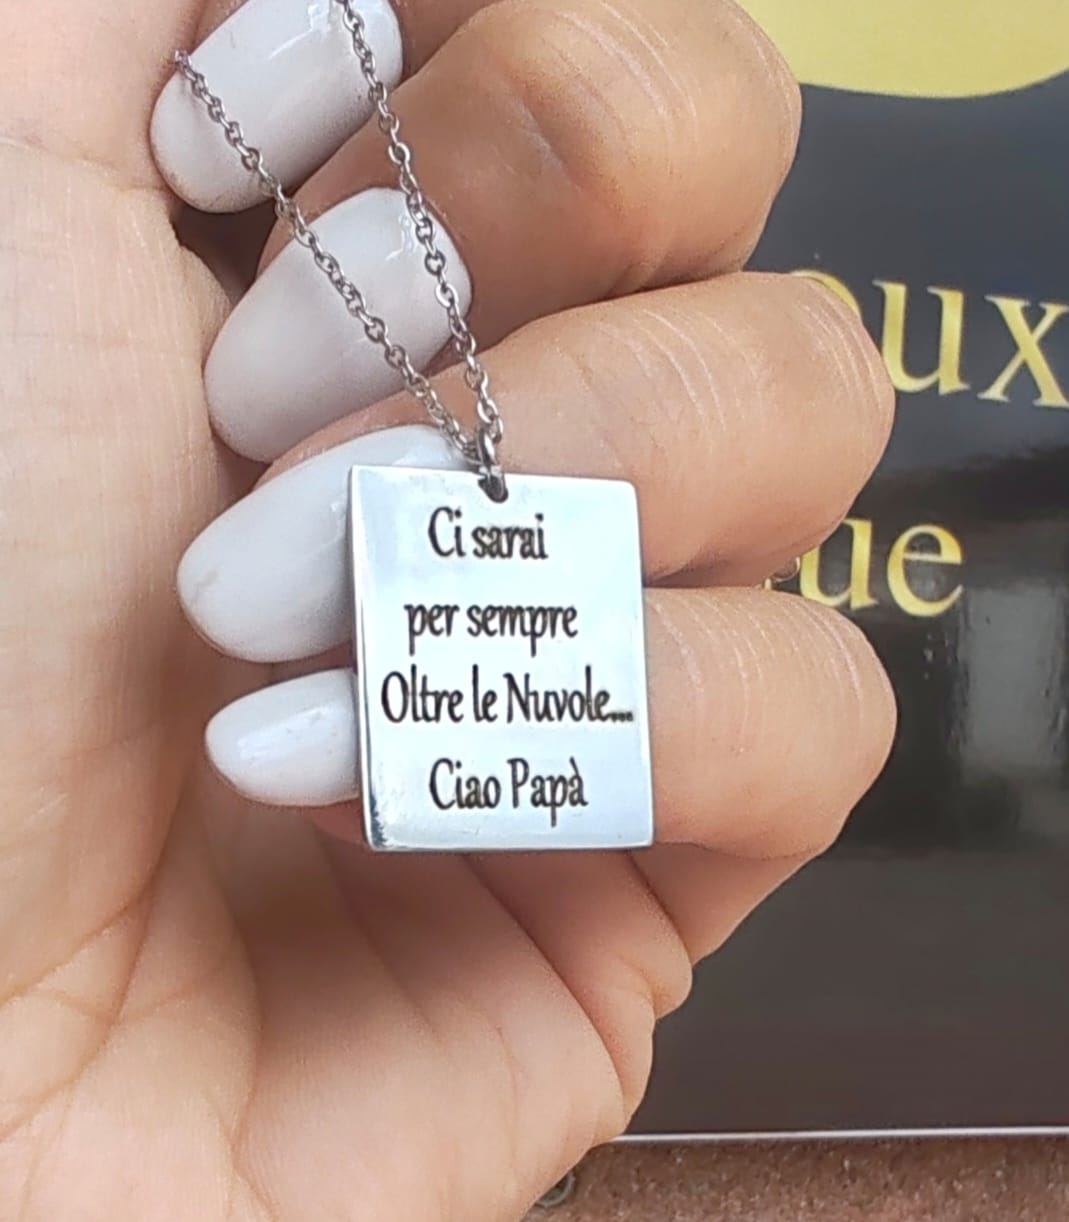 Ci sarai
per sempre
Oltre le Nuvole...
Ciao Papà